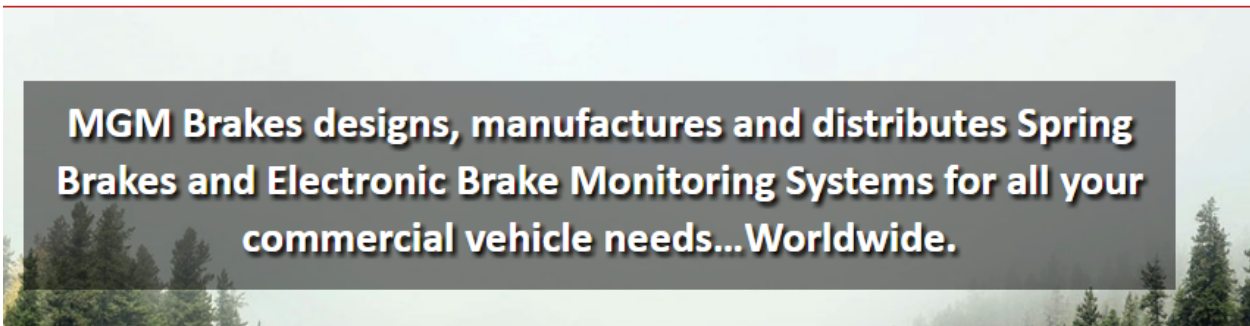 MGM Brakes designs, manufactures and distributes Spring
Brakes and Electronic Brake Monitoring Systems for all your
commercial vehicle needs...Worldwide.